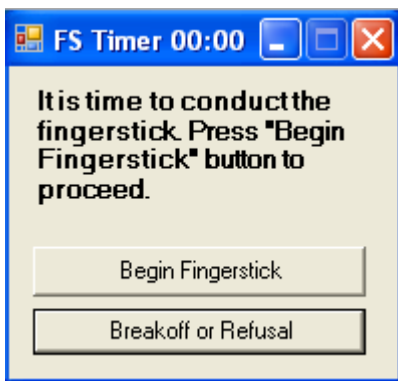 FS Timer 00:00
It is time to conduct the
fingerstick. Press "Begin
Fingerstick" button to
proceed.
Begin Fingerstick
Breakoff or Refusal